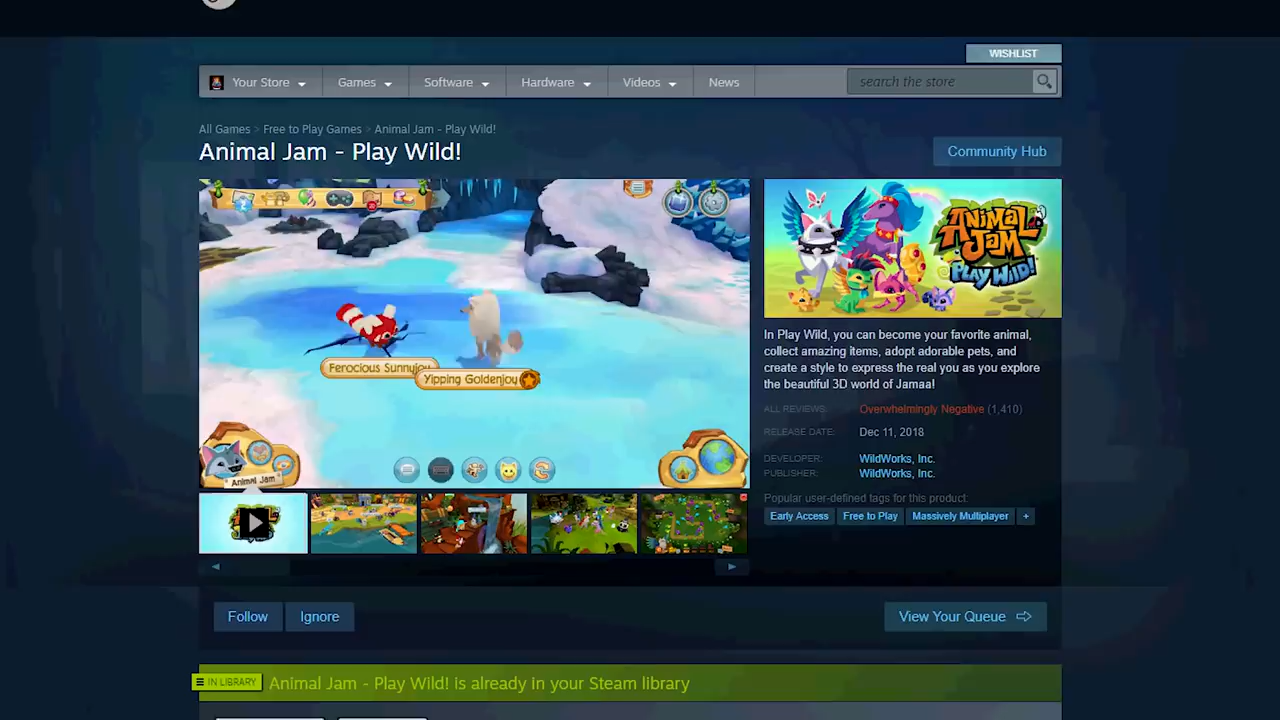 WISHLIST
Your Store
Games
Software
Hardware
Videos
News
search the store
All Games > Free to Play Games > Animal Jam - Play Wild!
Animal Jam - Play Wild!
Community Hub
Ferocious Sunnyjoy
Yipping Goldenjoy
Animal Jam
ANIMAL
JAM
PLAY WILD!
In Play Wild, you can become your favorite animal,
collect amazing items, adopt adorable pets, and
create a style to express the real you as you explore
the beautiful 3D world of Jamaa!
ALL REVIEWS: Overwhelmingly Negative (1,410)
RELEASE DATE: Dec 11, 2018
DEVELOPER: WildWorks, Inc.
PUBLISHER: WildWorks, Inc.
Popular user-defined tags for this product:
Early Access
Free to Play
Massively Multiplayer
+
Follow
Ignore
View Your Queue
IN LIBRARY
Animal Jam - Play Wild! is already in your Steam library